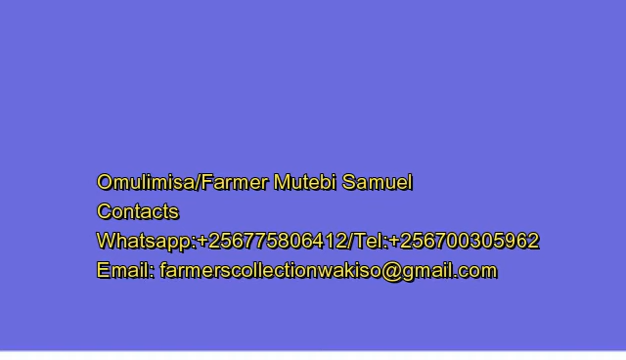 Omulimisa/Farmer Mutebi Samuel
Contacts
Whatsapp:+256775806412/Tel:+256700305962
Email: farmerscollectionwakiso@gmail.com